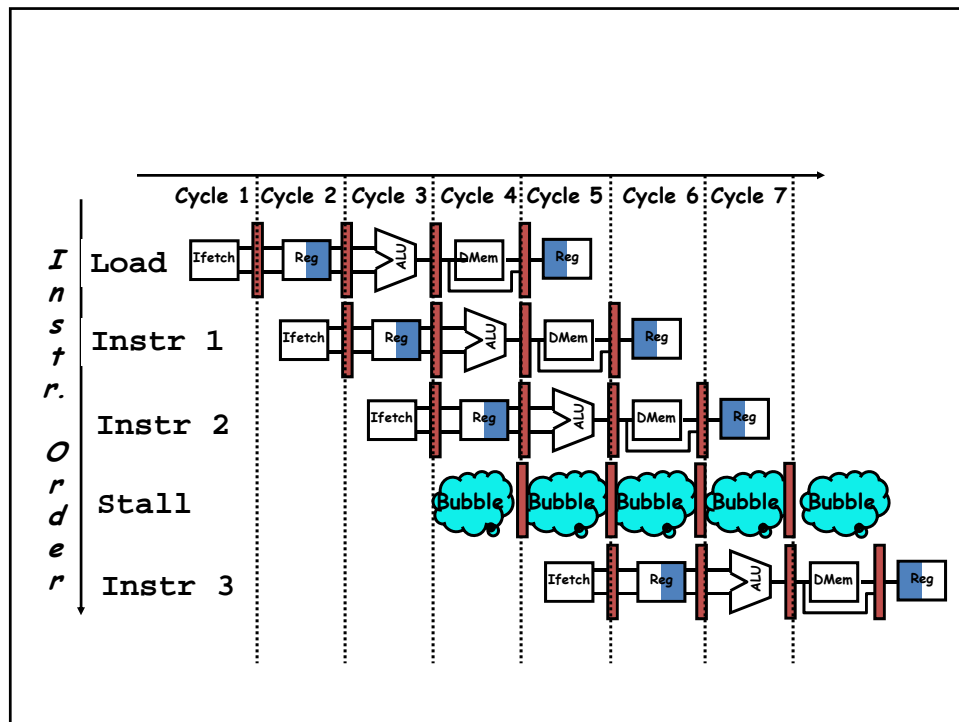 Cycle 1 Cycle 2 Cycle 3 Cycle 4 Cycle 5 Cycle 6 Cycle 7
Instr. Order
Load Ifetch Reg ALU DMem Reg
Instr 1 Ifetch Reg ALU DMem Reg
Instr 2 Ifetch Reg ALU DMem Reg
Stall Bubble Bubble Bubble Bubble Bubble
Instr 3 Ifetch Reg ALU DMem Reg